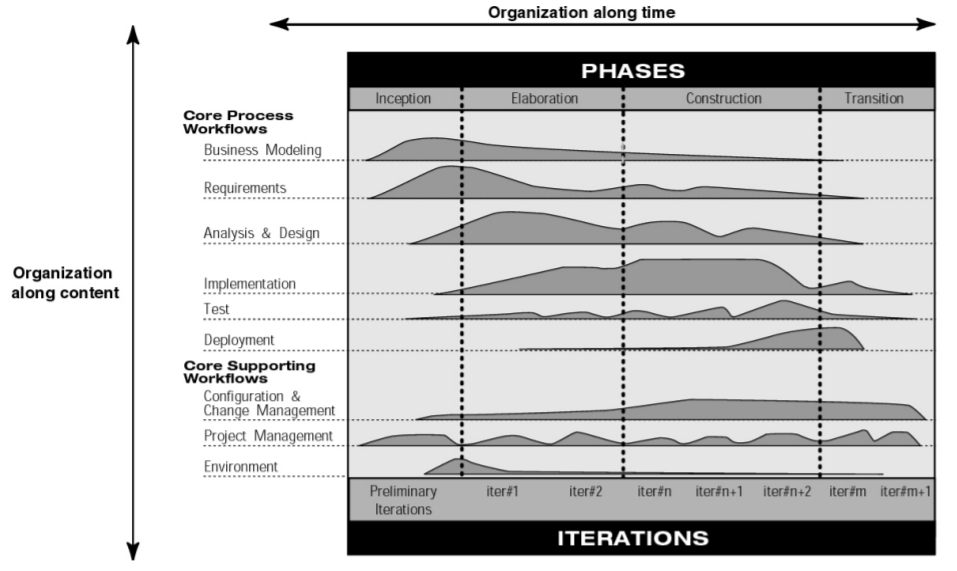 Organization along time
PHASES
Inception Elaboration Construction Transition
Core Process
Workflows
Business Modeling
Requirements
Analysis & Design
Organization
along content
Implementation
Test
Deployment
Core Supporting
Workflows
Configuration &
Change Management
Project Management
Environment
Preliminary
Iterations
iter#1 iter#2 iter#n iter#n+1 iter#n+2 iter#m iter#m+1
ITERATIONS